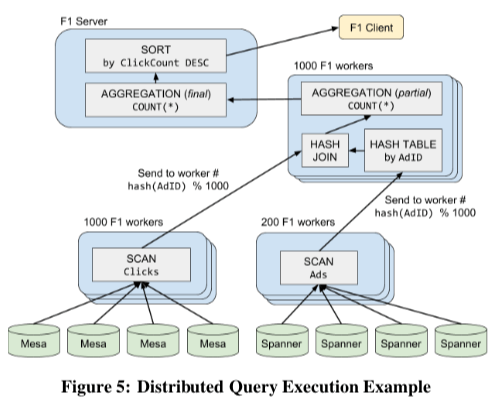 F1 Server
F1 Client
SORT
by ClickCount DESC
1000 F1 workers
AGGREGATION (final)
COUNT(*)
AGGREGATION (partial)
COUNT(*)
HASH
JOIN
HASH TABLE
by AdID
Send to worker #
hash(AdID) % 1000
Send to worker #
hash(AdID) % 1000
1000 F1 workers
200 F1 workers
SCAN
Clicks
SCAN
Ads
Mesa
Mesa
Mesa
Mesa
Spanner
Spanner
Spanner
Spanner
Figure 5: Distributed Query Execution Example